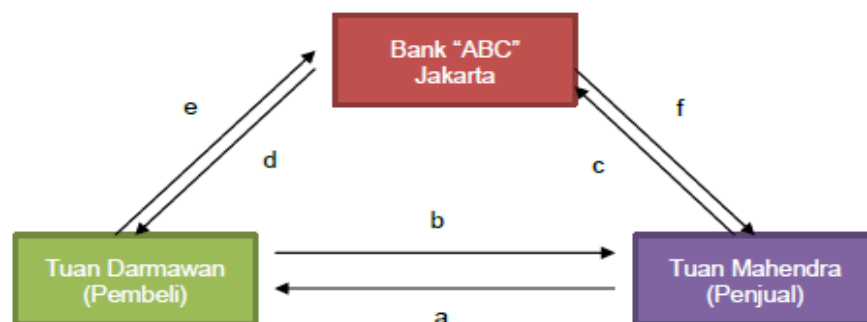 Bank “ABC”
Jakarta
e
f
d
c
b
Tuan Darmawan
(Pembeli)
Tuan Mahendra
(Penjual)
a